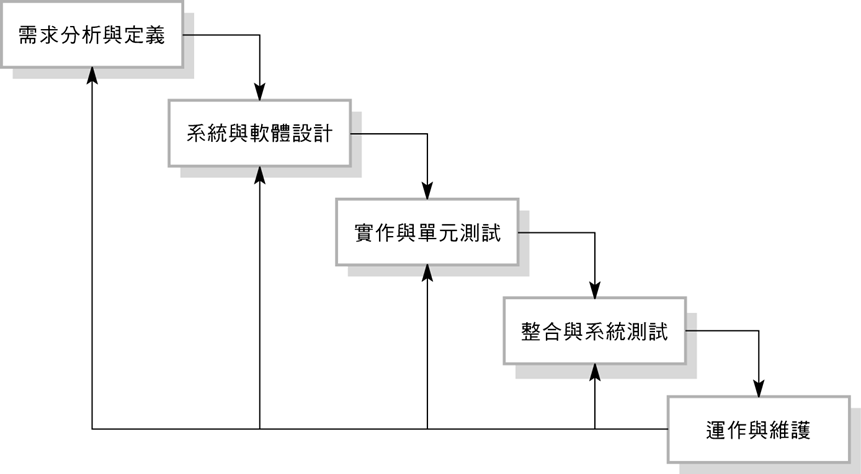 需求分析與定義
系統與軟體設計
實作與單元測試
整合與系統測試
運作與維護